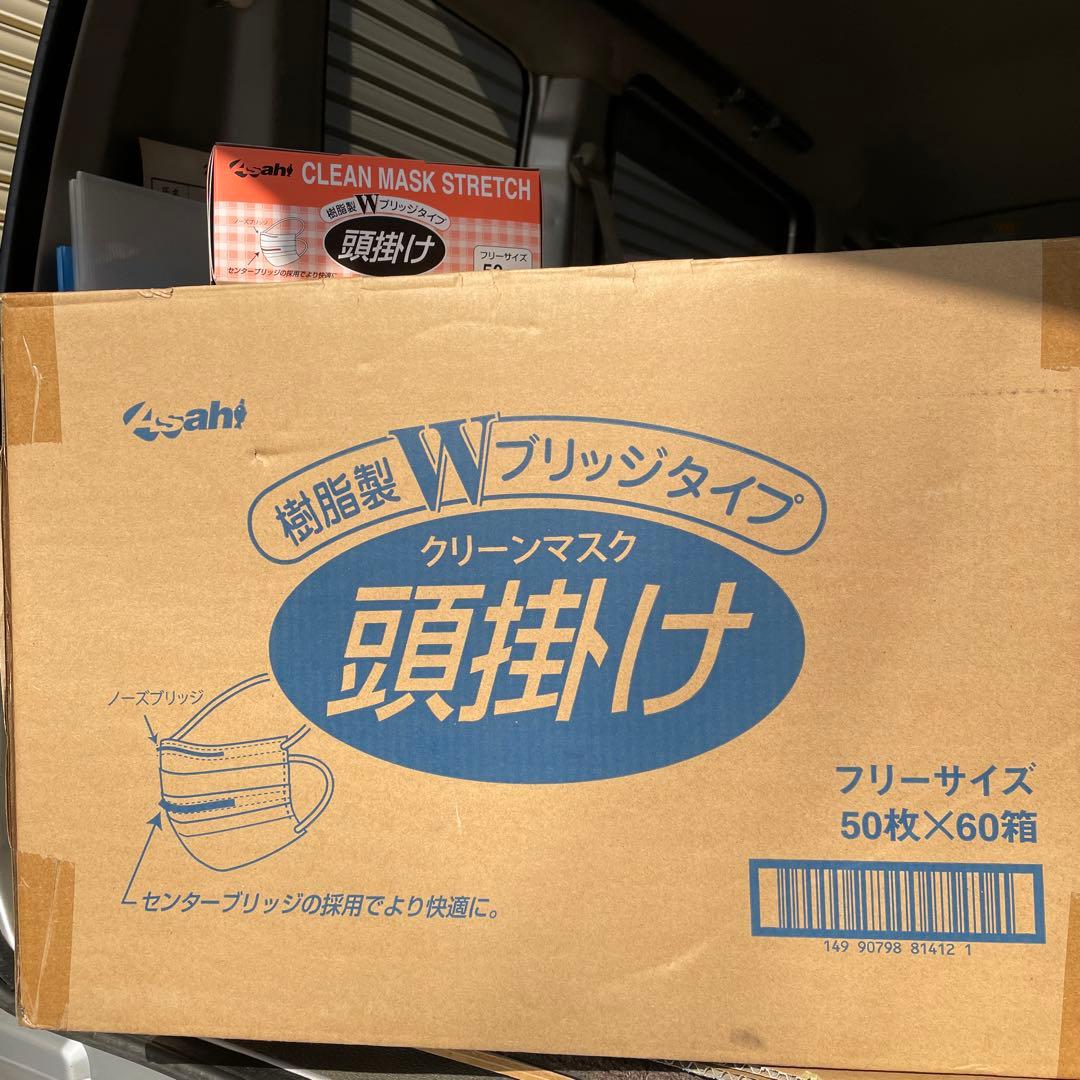 Asahi CLEAN MASK STRETCH
樹脂製Wブリッジタイプ
ノーズブリッジ
頭掛け
フリーサイズ
センターブリッジの採用でより快適に
Asahi
樹脂製Wブリッジタイプ
クリーンマスク
頭掛け
ノーズブリッジ
センターブリッジの採用でより快適に。
フリーサイズ
50枚×60箱
149 90798 81412 1